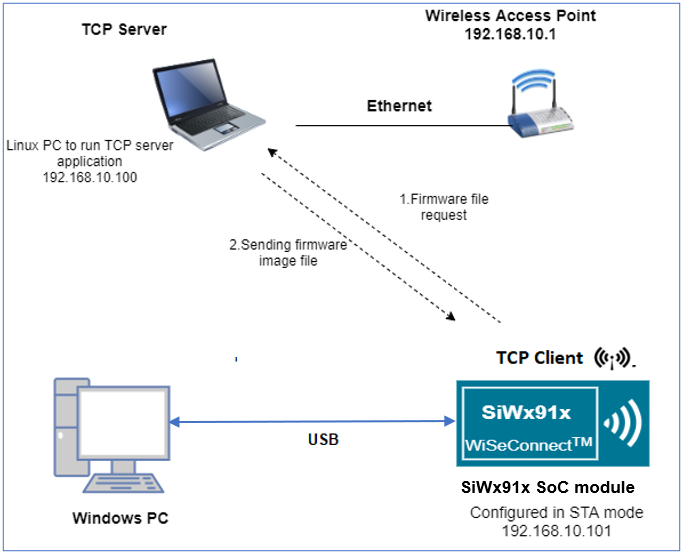 TCP Server
Wireless Access Point
192.168.10.1
Ethernet
Linux PC to run TCP server
application
192.168.10.100
1.Firmware file
request
2.Sending firmware
image file
TCP Client
SiWx91x
WiSeConnect™
USB
SiWx91x SoC module
Configured in STA mode
192.168.10.101
Windows PC